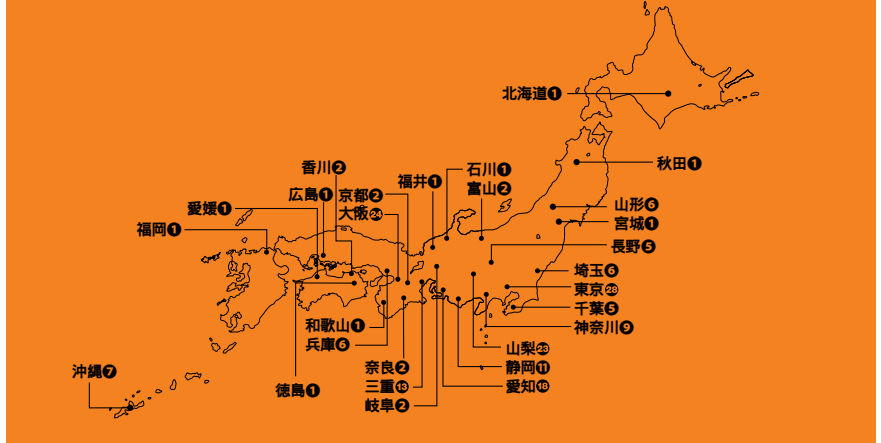 北海道❶
秋田❶
香川❷
石川❶
富山❷
広島❶
京都❷
福井❶
愛媛❶
大阪㉔
山形❻
宮城❶
福岡❶
長野❺
埼玉❻
東京㉘
千葉❺
神奈川❾
和歌山❶
兵庫❻
山梨㉓
奈良❷
静岡⓫
沖縄❼
徳島❶
三重⓭
愛知⓲
岐阜❷